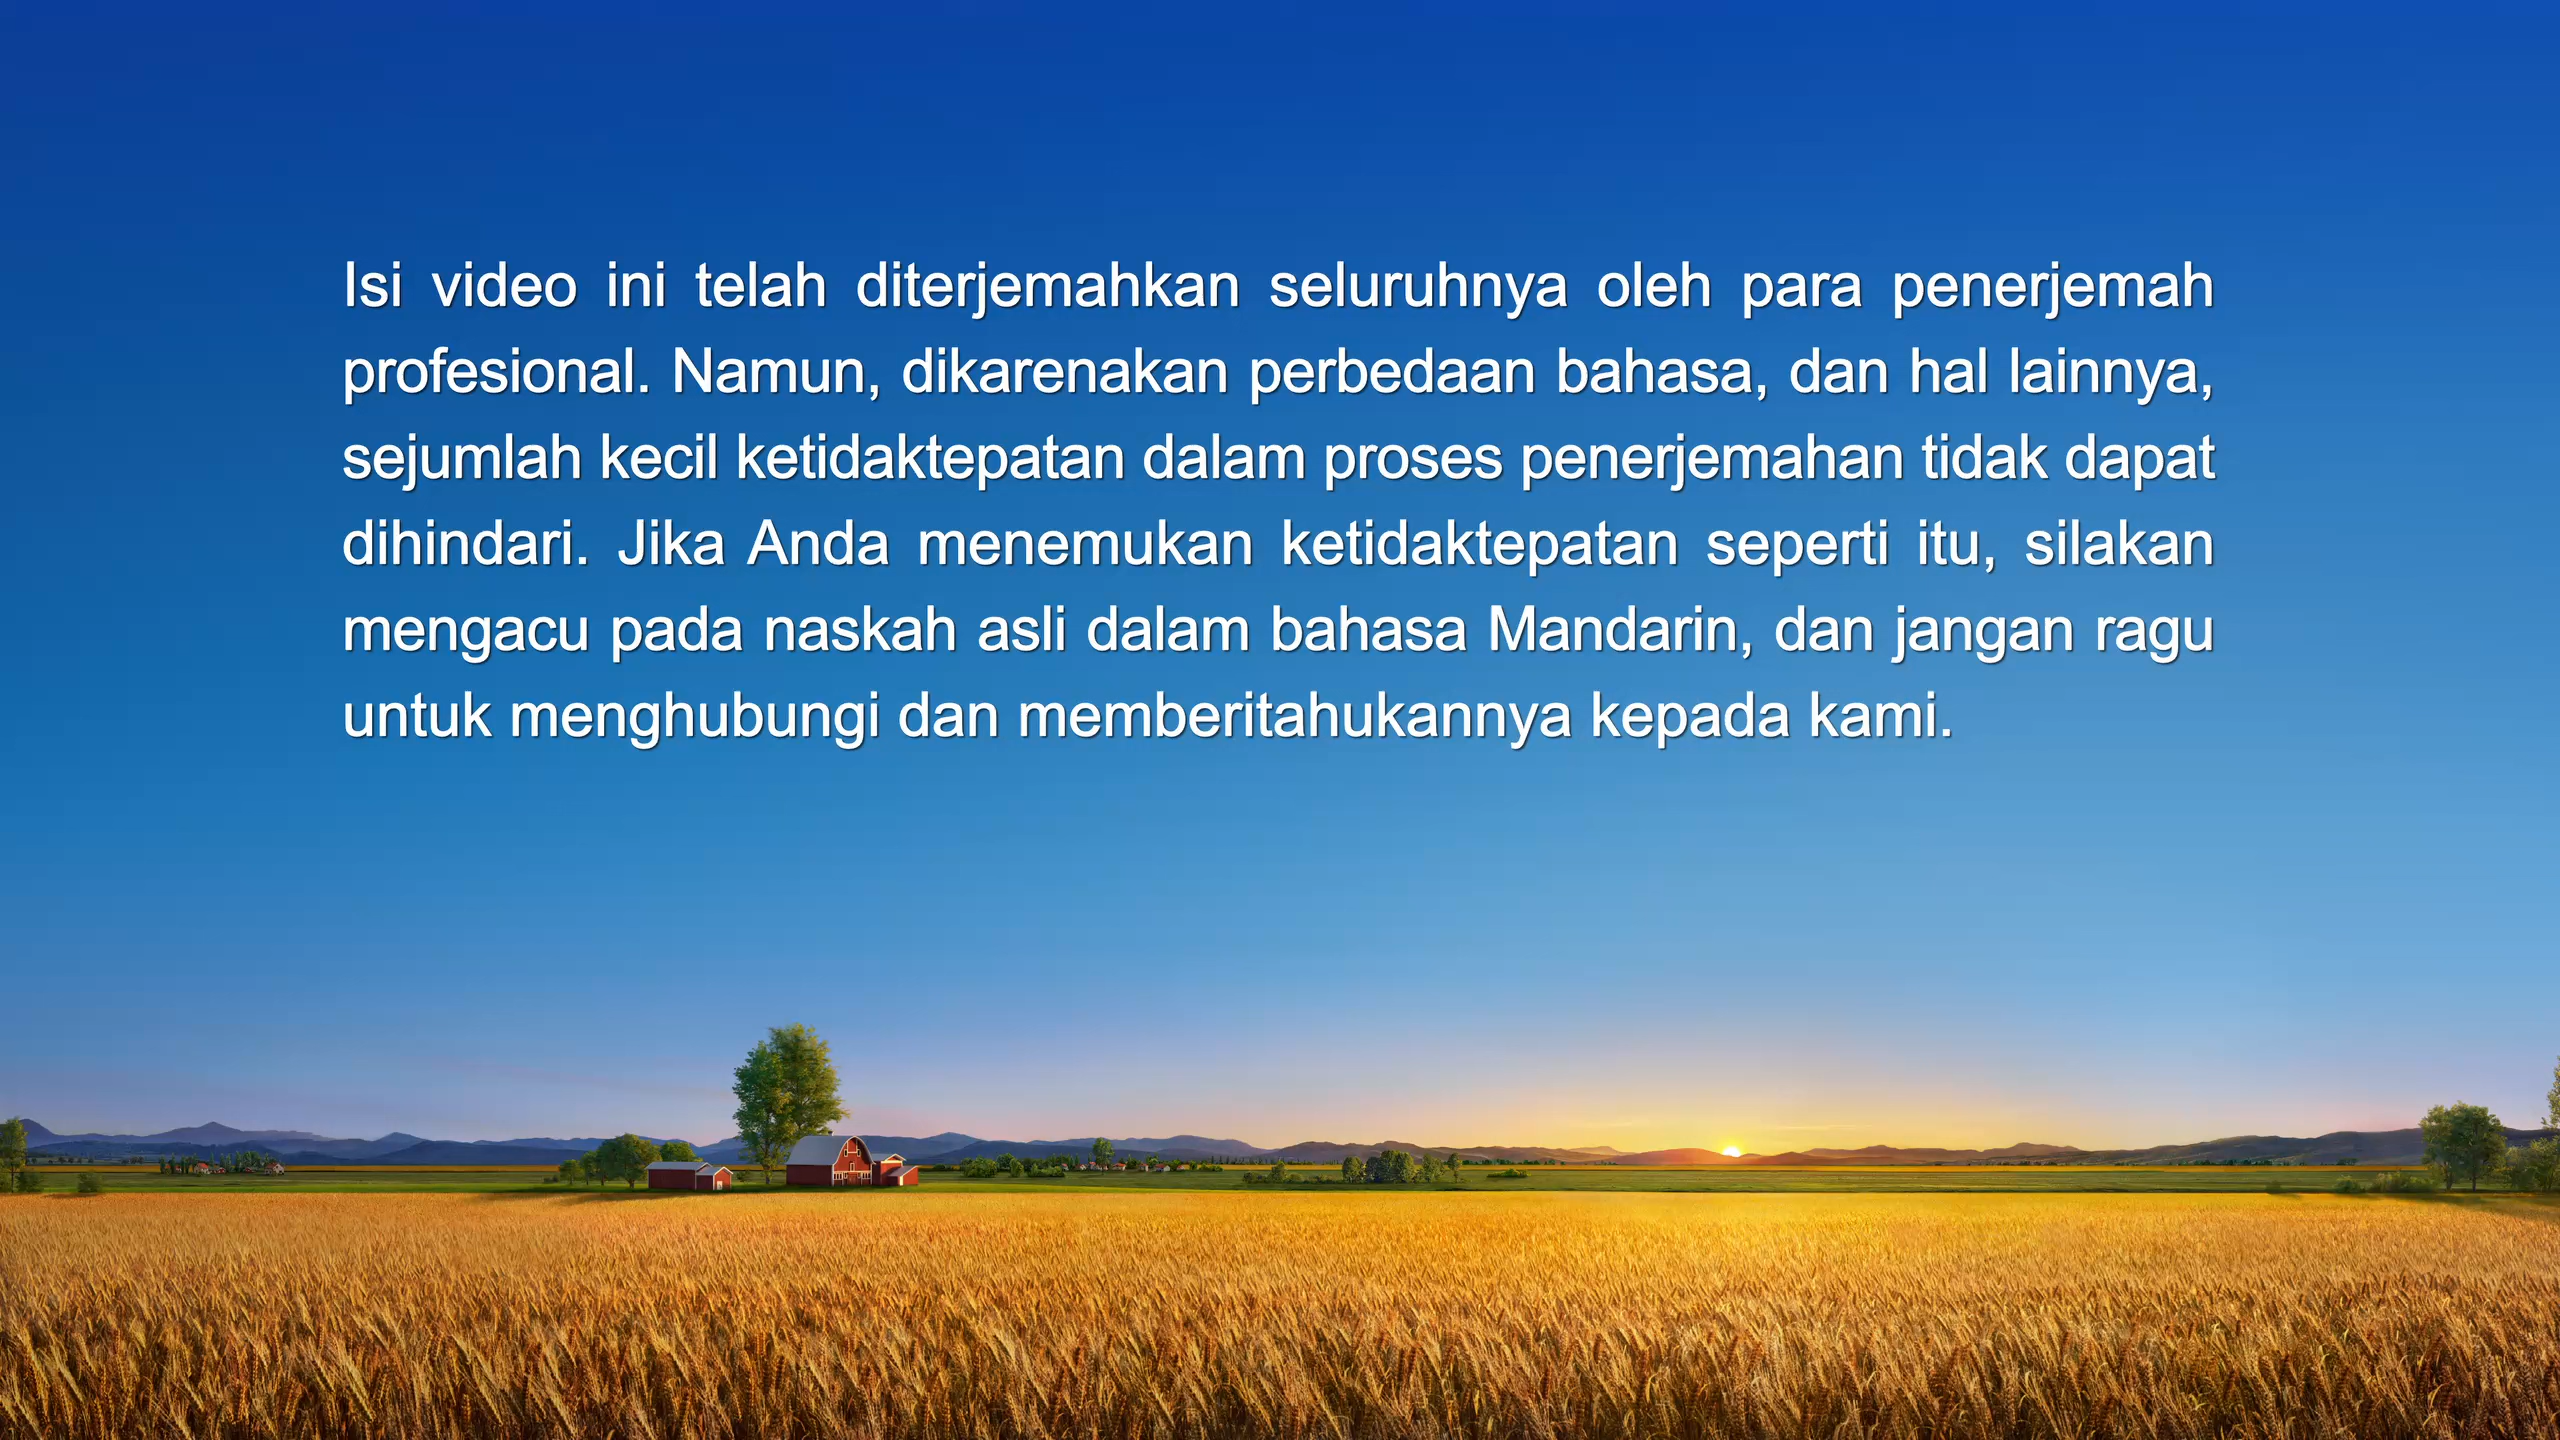 Isi video ini telah diterjemahkan seluruhnya oleh para penerjemah
profesional. Namun, dikarenakan perbedaan bahasa, dan hal lainnya,
sejumlah kecil ketidaktepatan dalam proses penerjemahan tidak dapat
dihindari. Jika Anda menemukan ketidaktepatan seperti itu, silakan
mengacu pada naskah asli dalam bahasa Mandarin, dan jangan ragu
untuk menghubungi dan memberitahukannya kepada kami.